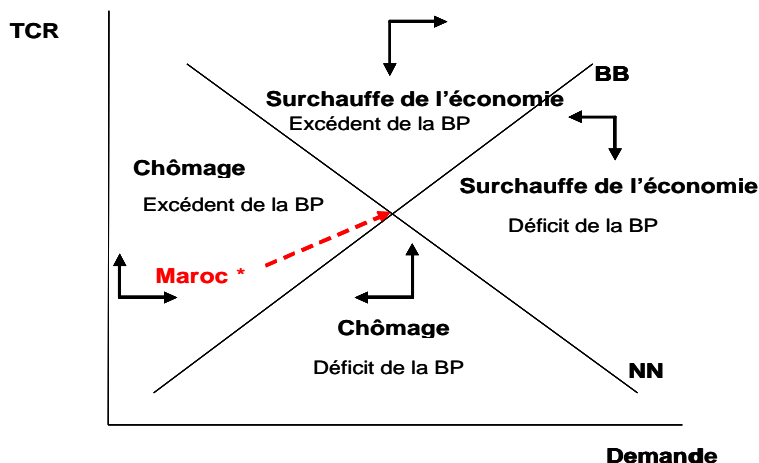 TCR
BB
Surchauffe de l'économie
Excédent de la BP
Chômage
Excédent de la BP
Surchauffe de l'économie
Déficit de la BP
Maroc *
Chômage
Déficit de la BP
NN
Demande